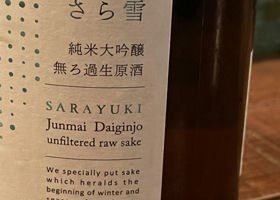 さら雪
純米大吟醸
無ろ過生原酒
SARAYUKI
Junmai Daiginjo
unfiltered raw sake
We specially put sake
which heralds the
beginning of winter and